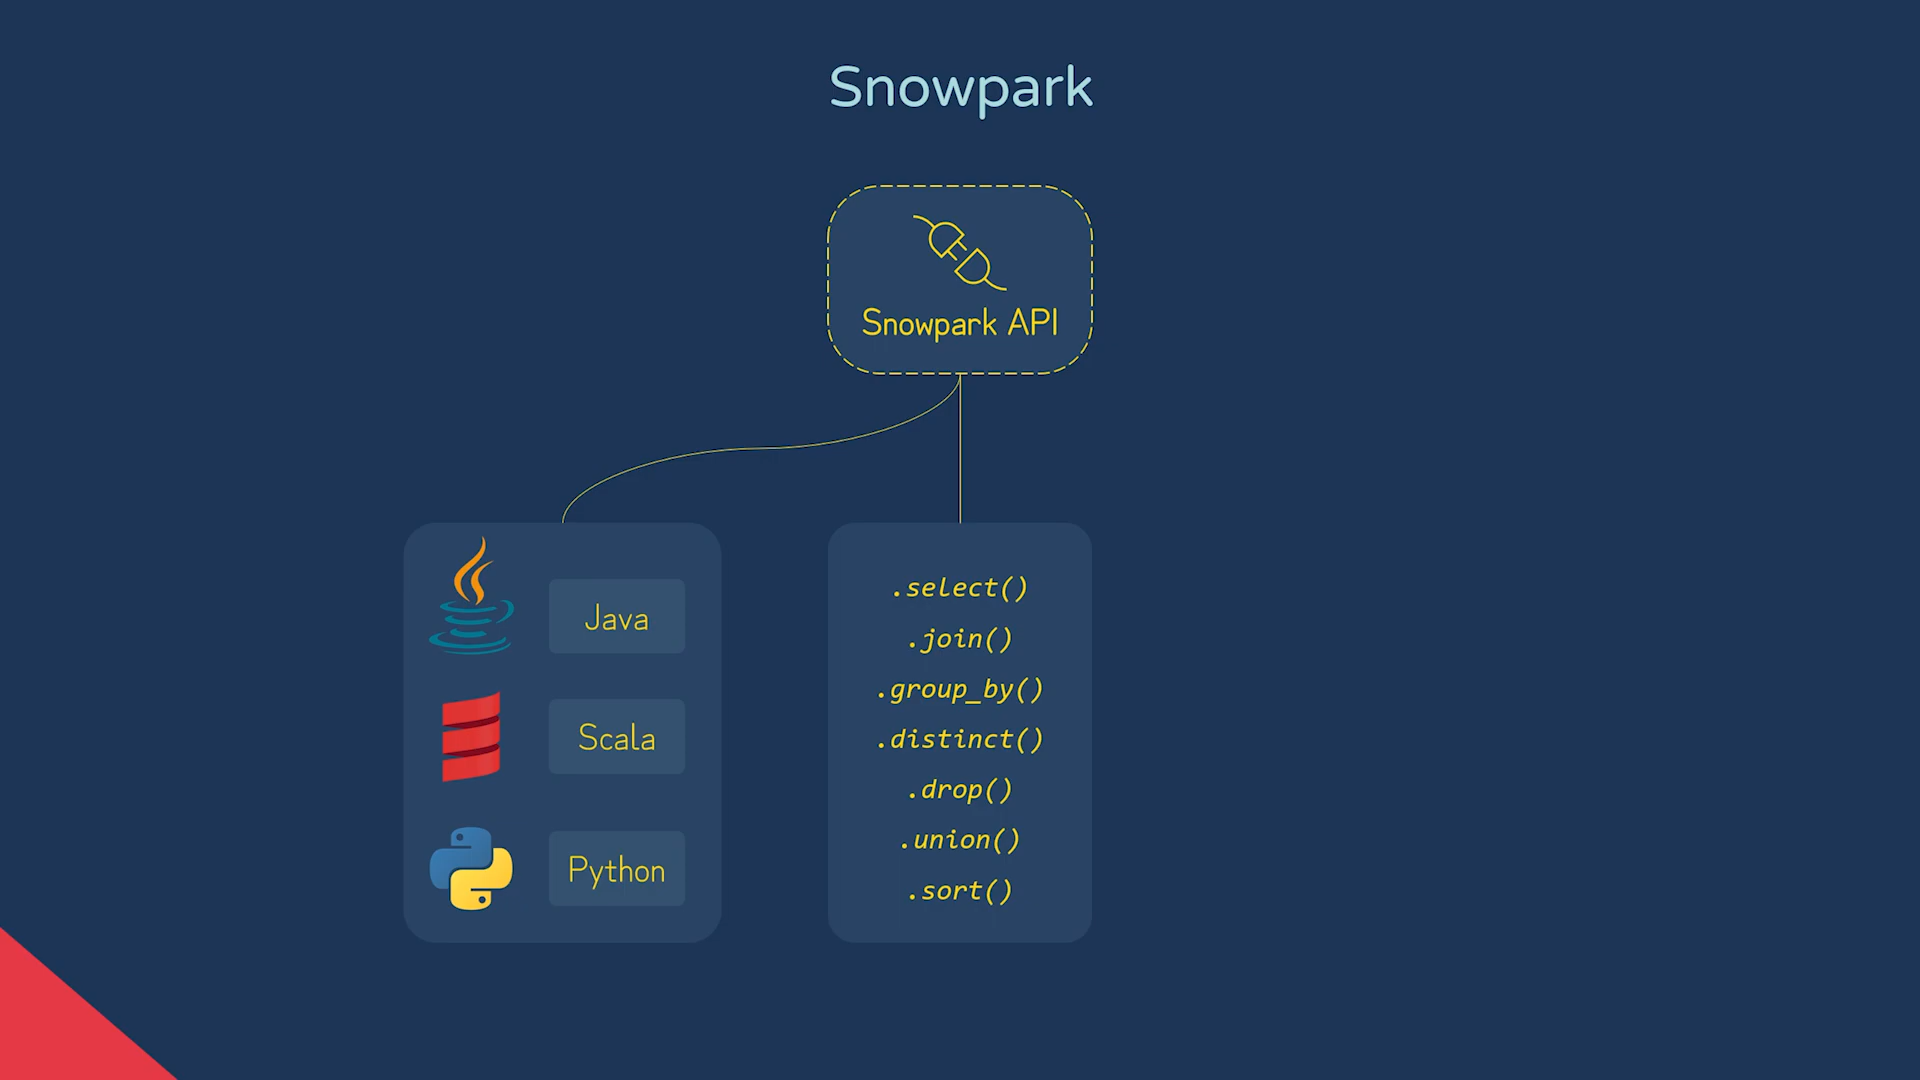 Snowpark
Snowpark API
Java
Scala
Python
.select()
.join()
.group_by()
.distinct()
.drop()
.union()
.sort()